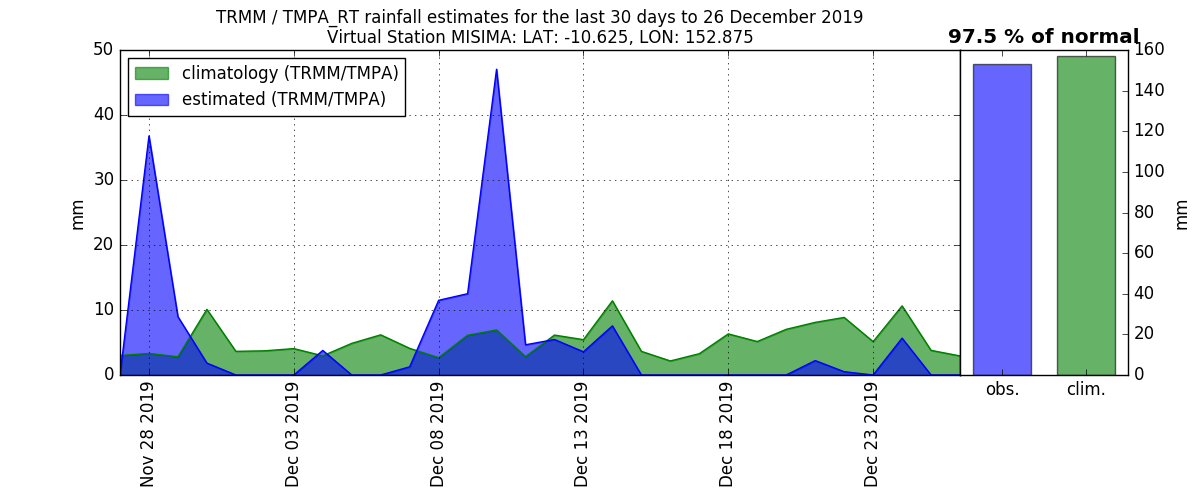 TRMM / TMPA_RT rainfall estimates for the last 30 days to 26 December 2019
Virtual Station MISIMA: LAT: -10.625, LON: 152.875
97.5 % of normal
climatology (TRMM/TMPA)
estimated (TRMM/TMPA)
50
40
30
20
10
0
mm
Nov 28 2019
Dec 03 2019
Dec 08 2019
Dec 13 2019
Dec 18 2019
Dec 23 2019
obs.
clim.
160
140
120
100
80
60
40
20
0
mm